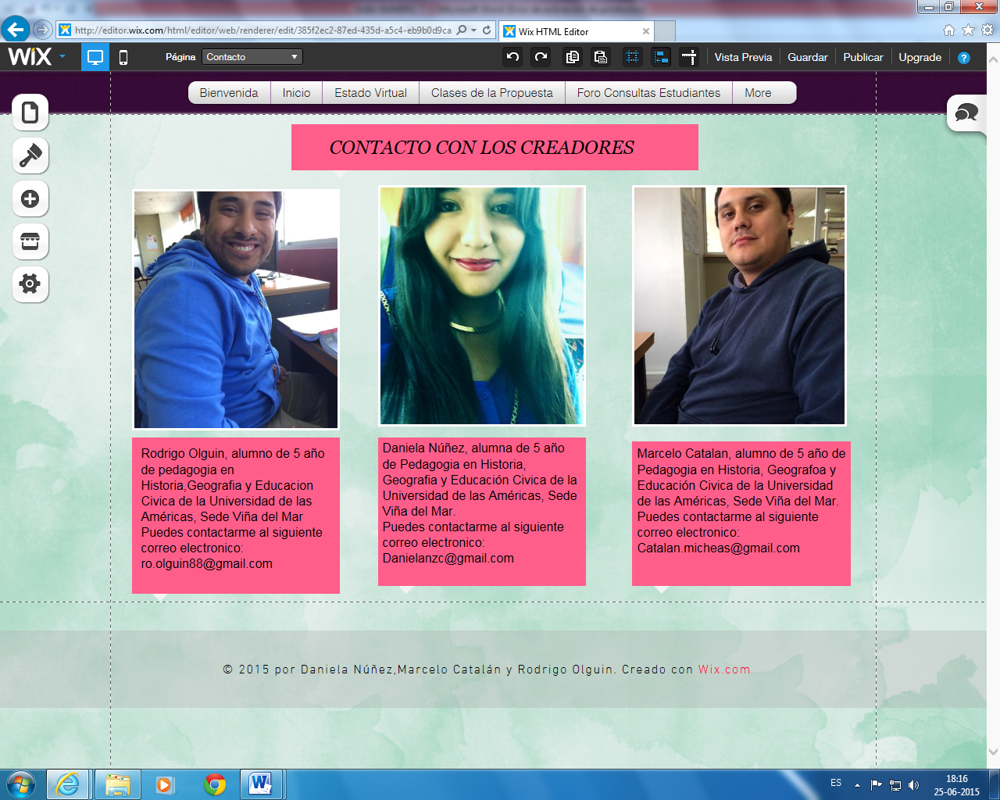 http://editor.wix.com/html/editor/web/renderer/edit/385f2ec2-87ed-435d-a5c4-eb9b0d9ca
Wix HTML Editor
WiX
Página
Contacto
Vista Previa
Guardar
Publicar
Upgrade
?
Bienvenida
Inicio
Estado Virtual
Clases de la Propuesta
Foro Consultas Estudiantes
More
CONTACTO CON LOS CREADORES
Rodrigo Olguin, alumno de 5 año
de pedagogia en
Historia,Geografia y Educacion
Civica de la Universidad de las
Américas, Sede Viña del Mar
Puedes contactarme al siguiente
correo electronico:
ro.olguin88@gmail.com
Daniela Núñez, alumna de 5 año
de Pedagogia en Historia,
Geografia y Educación Civica de la
Universidad de las Américas, Sede
Viña del Mar.
Puedes contactarme al siguiente
correo electronico:
Danielanzc@gmail.com
Marcelo Catalan, alumno de 5 año de
Pedagogia en Historia, Geografoa y
Educación Civica de la Universidad
de las Américas, Sede Viña del Mar.
Puedes contactarme al siguiente
correo electronico:
Catalan.micheas@gmail.com
© 2015 por Daniela Núñez,Marcelo Catalán y Rodrigo Olguin. Creado con Wix.com
ES
18:16
25-06-2015